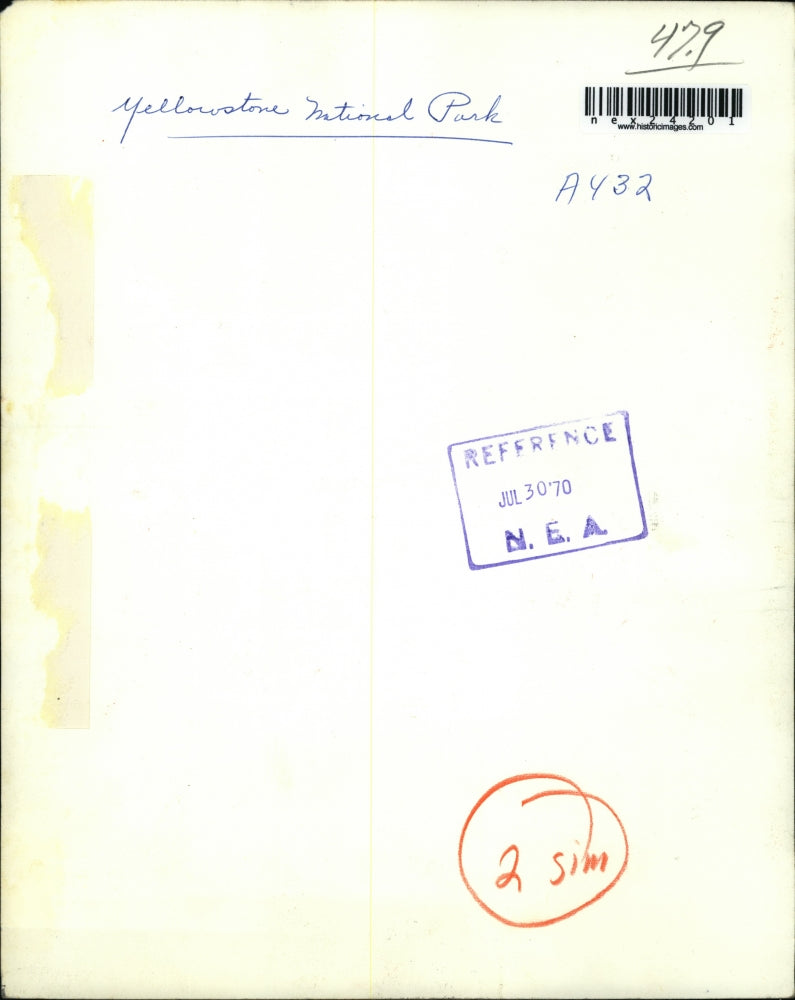 479
Yellowstone National Park
nex24201
www.historicimages.com
A432
REFERENCE
JUL 30'70
N. E. A.
2 sim